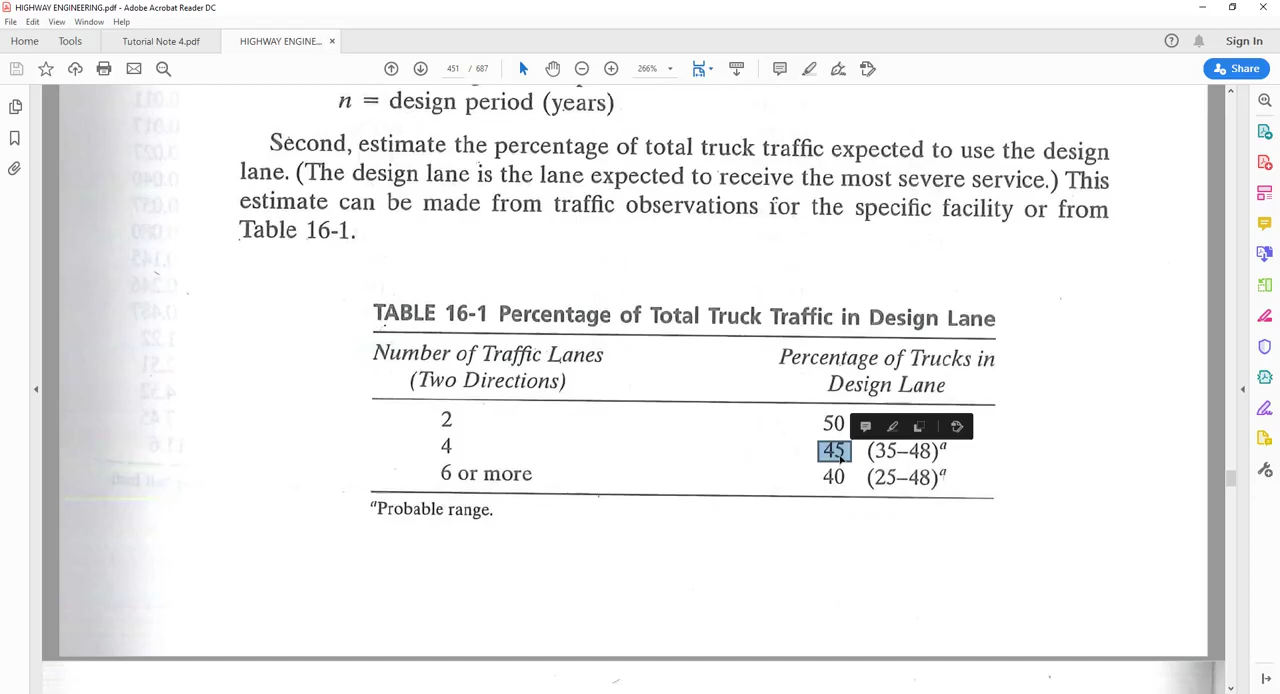 HIGHWAY ENGINEERING.pdf - Adobe Acrobat Reader DC
File Edit View Window Help
Home Tools Tutorial Note 4.pdf HIGHWAY ENGINE... × Sign In
451 / 687 266% Share
n = design period (years)
Second, estimate the percentage of total truck traffic expected to use the design
lane. (The design lane is the lane expected to receive the most severe service.) This
estimate can be made from traffic observations for the specific facility or from
Table 16-1.
TABLE 16-1 Percentage of Total Truck Traffic in Design Lane
Number of Traffic Lanes Percentage of Trucks in
(Two Directions) Design Lane
2 50
4 45 (35–48)a
6 or more 40 (25–48)a
aProbable range.